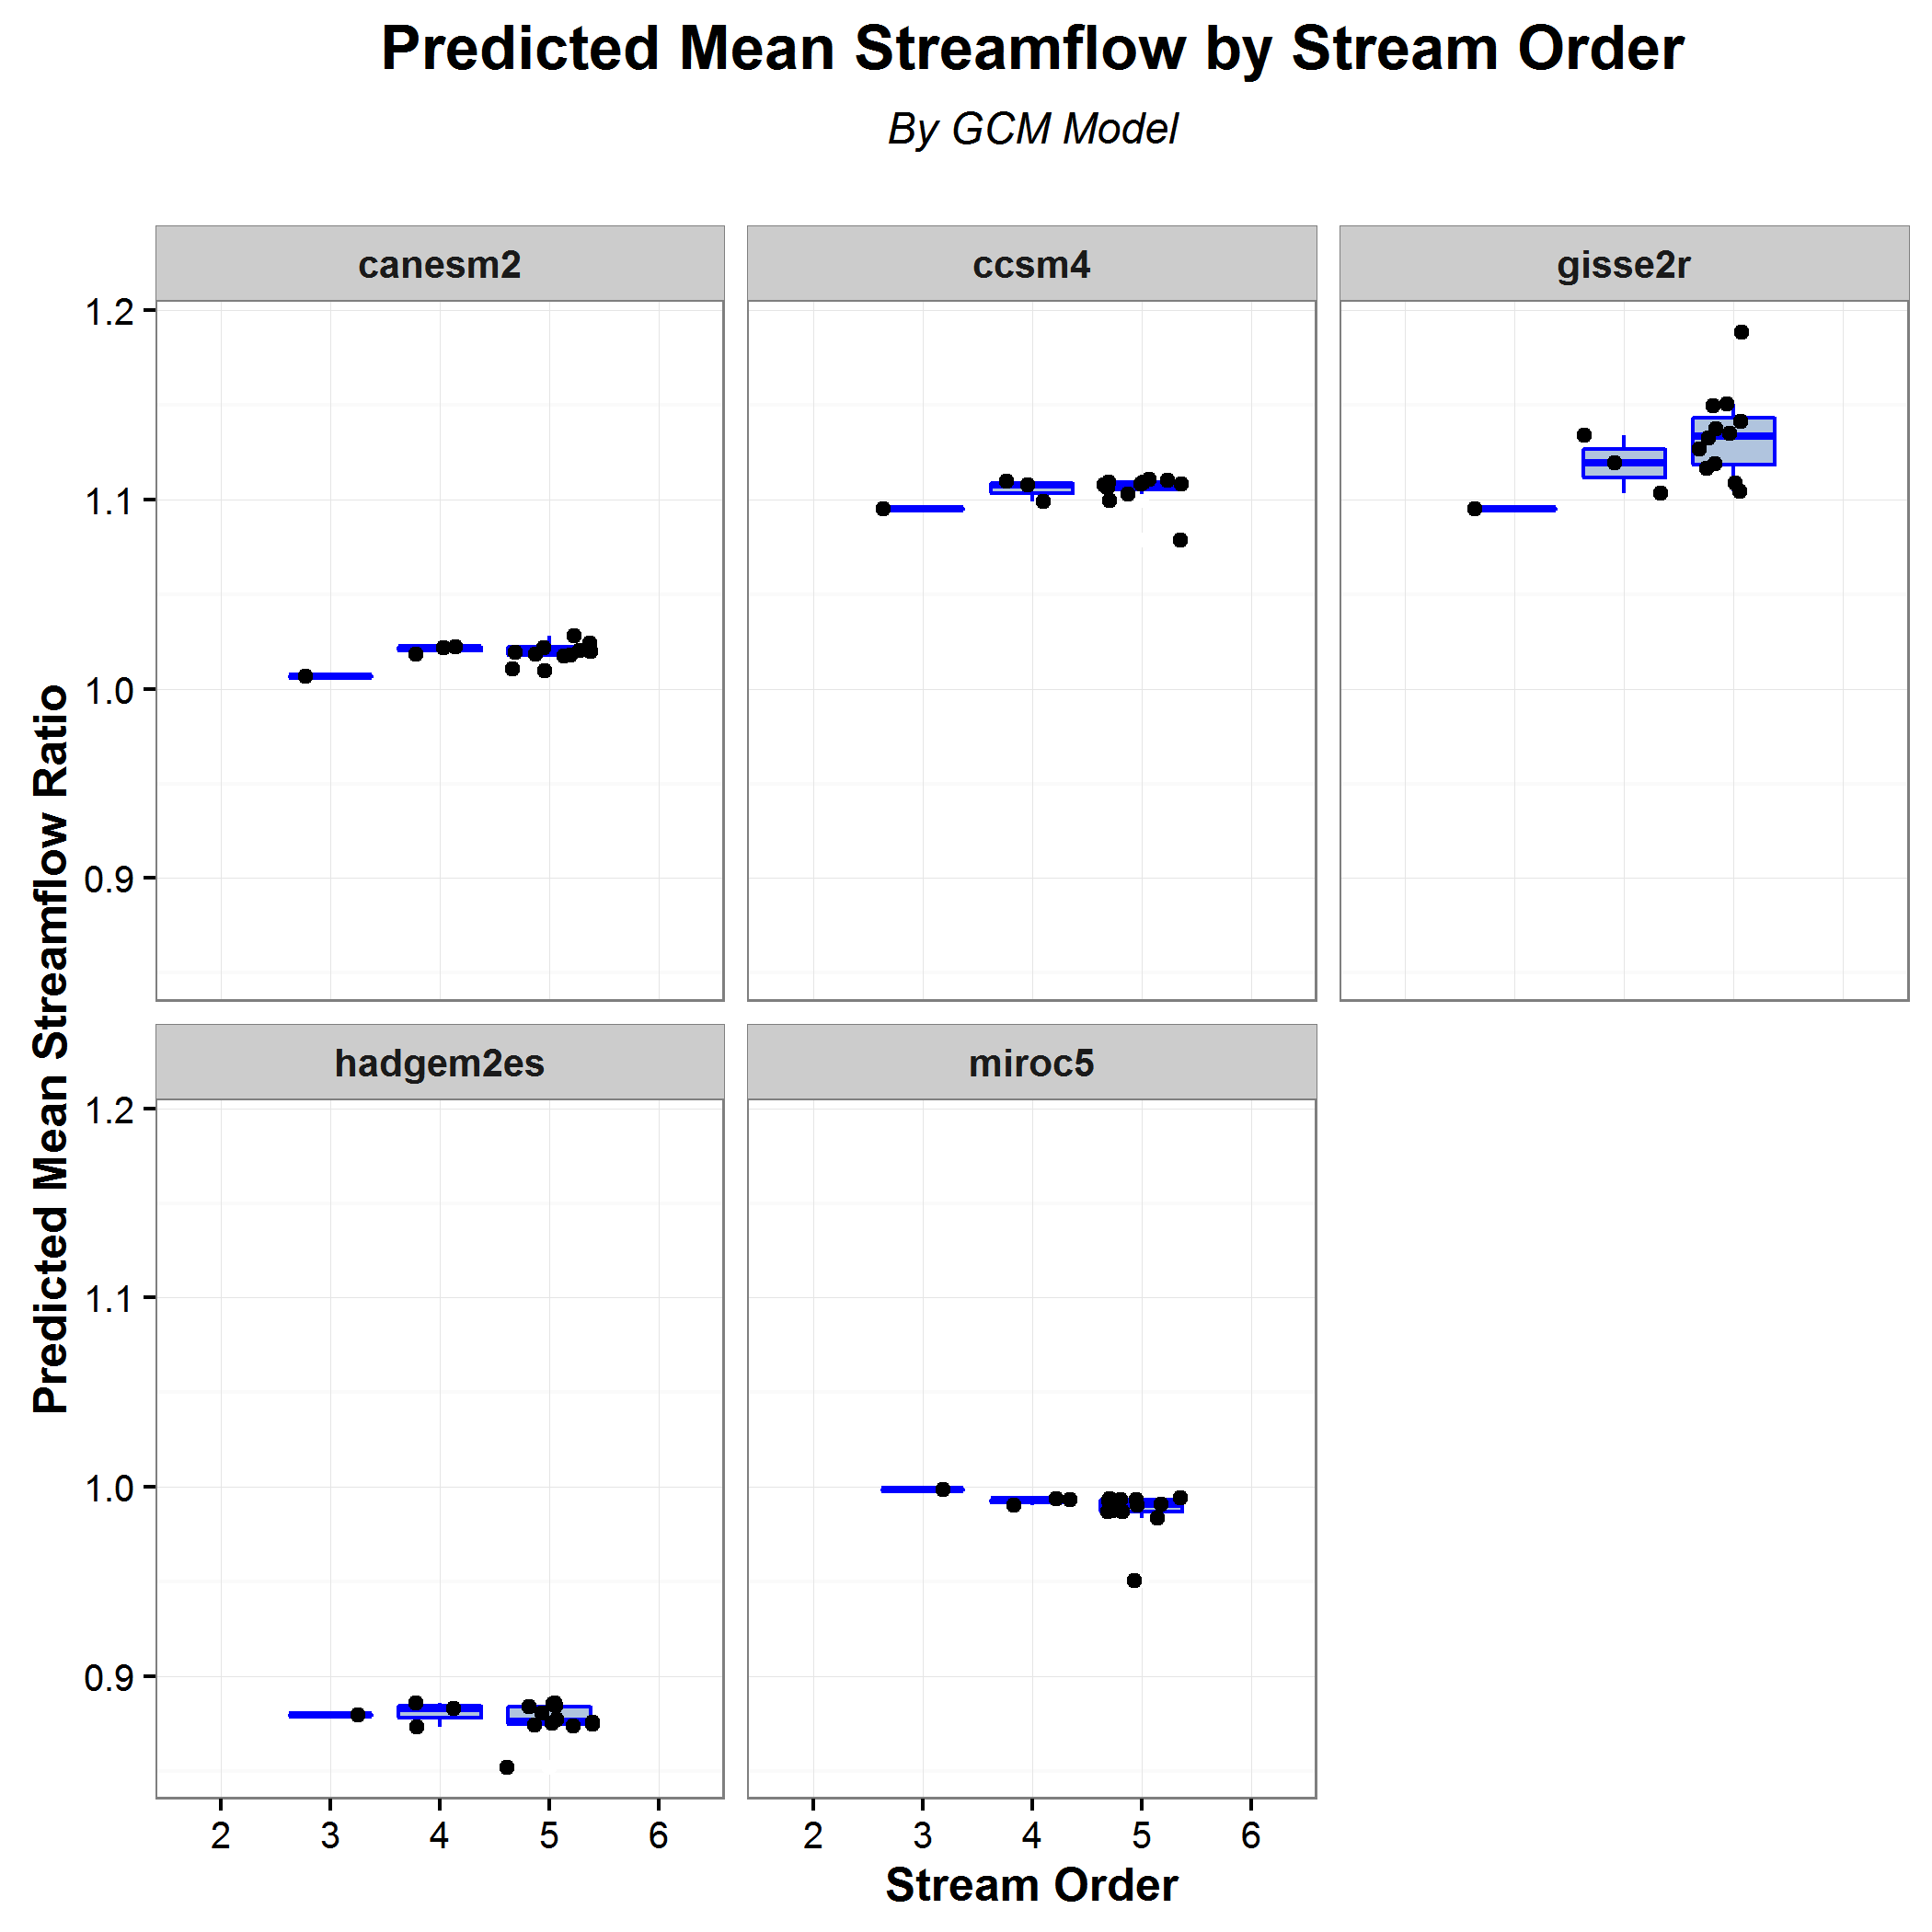 Predicted Mean Streamflow by Stream Order
By GCM Model
canesm2
ccsm4
gisse2r
1.2
1.1
1.0
0.9
Predicted Mean Streamflow Ratio
hadgem2es
miroc5
1.2
1.1
1.0
0.9
2 3 4 5 6
2 3 4 5 6
Stream Order